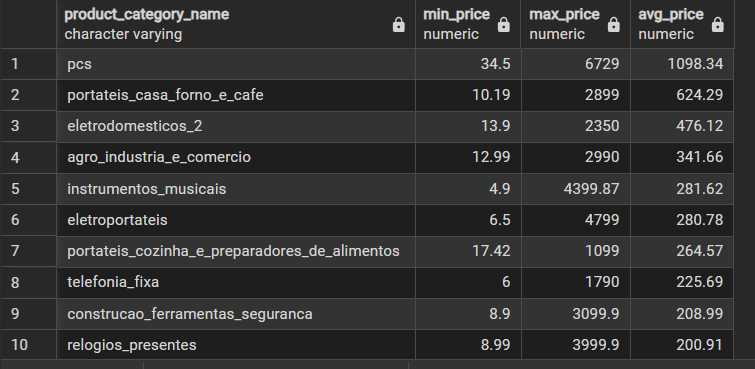 product_category_name min_price max_price avg_price
character varying numeric numeric numeric
1 pcs 34.5 6729 1098.34
2 portateis_casa_forno_e_cafe 10.19 2899 624.29
3 eletrodomesticos_2 13.9 2350 476.12
4 agro_industria_e_comercio 12.99 2990 341.66
5 instrumentos_musicais 4.9 4399.87 281.62
6 eletroportateis 6.5 4799 280.78
7 portateis_cozinha_e_preparadores_de_alimentos 17.42 1099 264.57
8 telefonia_fixa 6 1790 225.69
9 construcao_ferramentas_seguranca 8.9 3099.9 208.99
10 relogios_presentes 8.99 3999.9 200.91